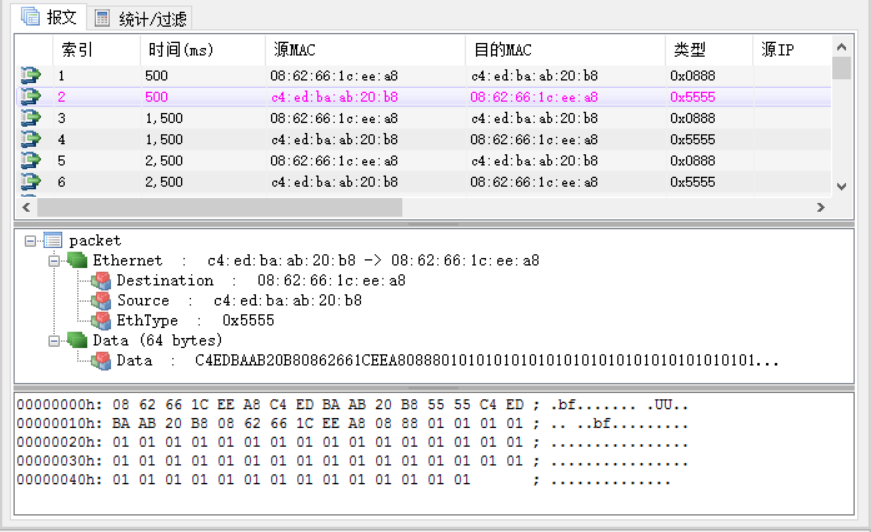 报文 统计/过滤
索引 时间(ms) 源MAC 目的MAC 类型 源IP
1 500 08:62:66:1c:ee:a8 c4:ed:ba:ab:20:b8 0x0888
2 500 c4:ed:ba:ab:20:b8 08:62:66:1c:ee:a8 0x5555
3 1,500 08:62:66:1c:ee:a8 c4:ed:ba:ab:20:b8 0x0888
4 1,500 c4:ed:ba:ab:20:b8 08:62:66:1c:ee:a8 0x5555
5 2,500 08:62:66:1c:ee:a8 c4:ed:ba:ab:20:b8 0x0888
6 2,500 c4:ed:ba:ab:20:b8 08:62:66:1c:ee:a8 0x5555
packet
Ethernet : c4:ed:ba:ab:20:b8 -> 08:62:66:1c:ee:a8
Destination : 08:62:66:1c:ee:a8
Source : c4:ed:ba:ab:20:b8
EthType : 0x5555
Data (64 bytes)
Data : C4EDBAAB20B80862661CEEA808880101010101010101010101010101010101010101...
00000000h: 08 62 66 1C EE A8 C4 ED BA AB 20 B8 55 55 C4 ED ; .bf....... .UU..
00000010h: BA AB 20 B8 08 62 66 1C EE A8 08 88 01 01 01 01 ; .. ..bf.........
00000020h: 01 01 01 01 01 01 01 01 01 01 01 01 01 01 01 01 ; ................
00000030h: 01 01 01 01 01 01 01 01 01 01 01 01 01 01 01 01 ; ................
00000040h: 01 01 01 01 01 01 01 01 01 01 01 01 01 01 ; ..............